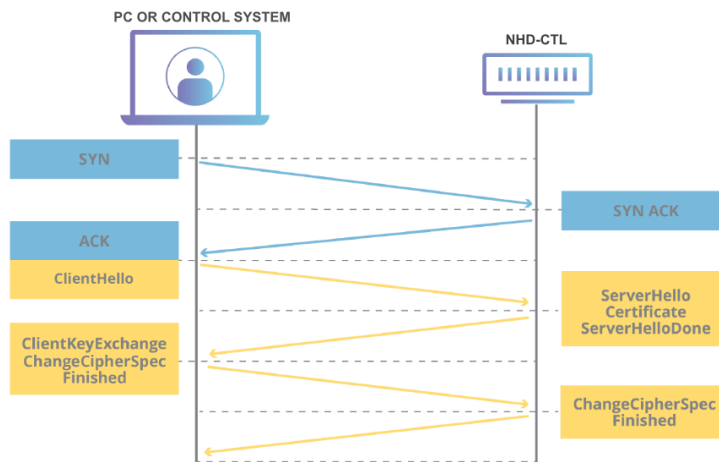 PC OR CONTROL SYSTEM
NHD-CTL
SYN
SYN ACK
ACK
ClientHello
ServerHello
Certificate
ServerHelloDone
ClientKeyExchange
ChangeCipherSpec
Finished
ChangeCipherSpec
Finished